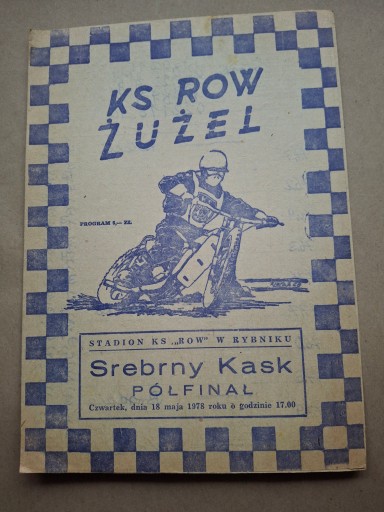 KS ROW
ŻUŻEL
STADION KS „ROW" W RYBNIKU
Srebrny Kask
PÓŁFINAŁ
Czwartek, dnia 18 maja 1978 roku o godzinie 17.00
PROGRAM zł.